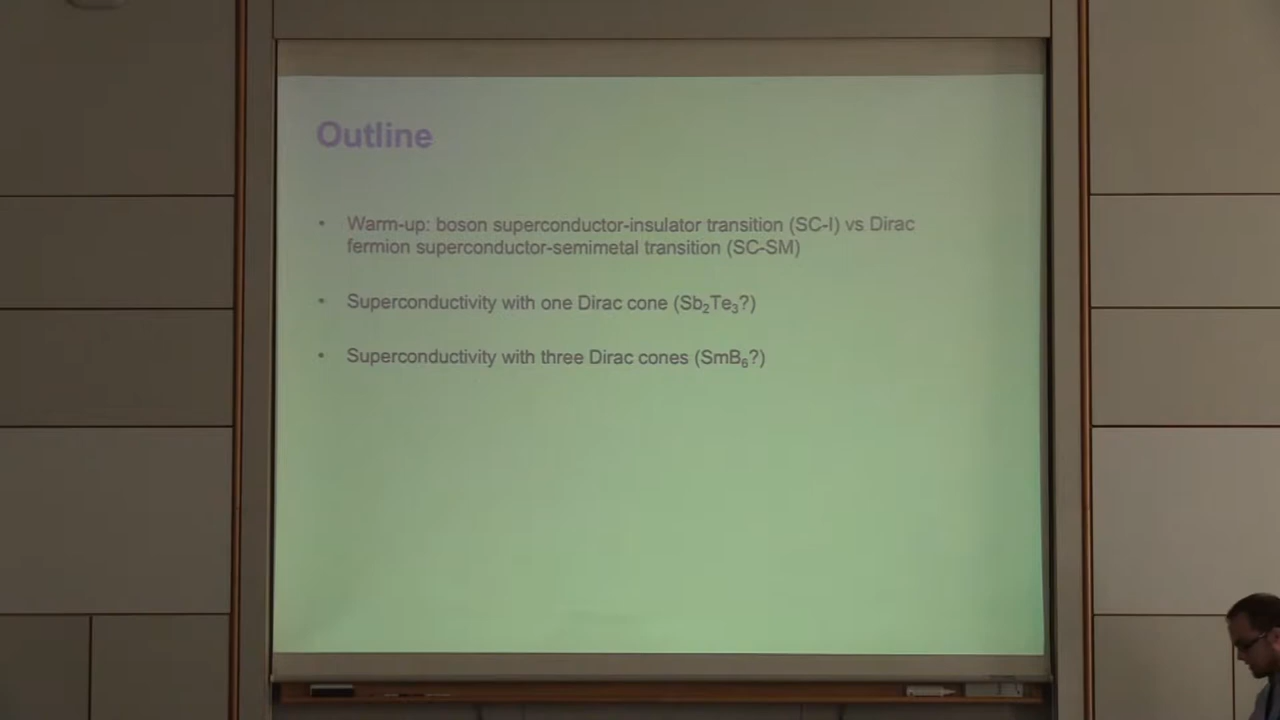 Outline
• Warm-up: boson superconductor-insulator transition (SC-I) vs Dirac
fermion superconductor-semimetal transition (SC-SM)
• Superconductivity with one Dirac cone (Sb₂Te₃?)
• Superconductivity with three Dirac cones (SmB₆?)